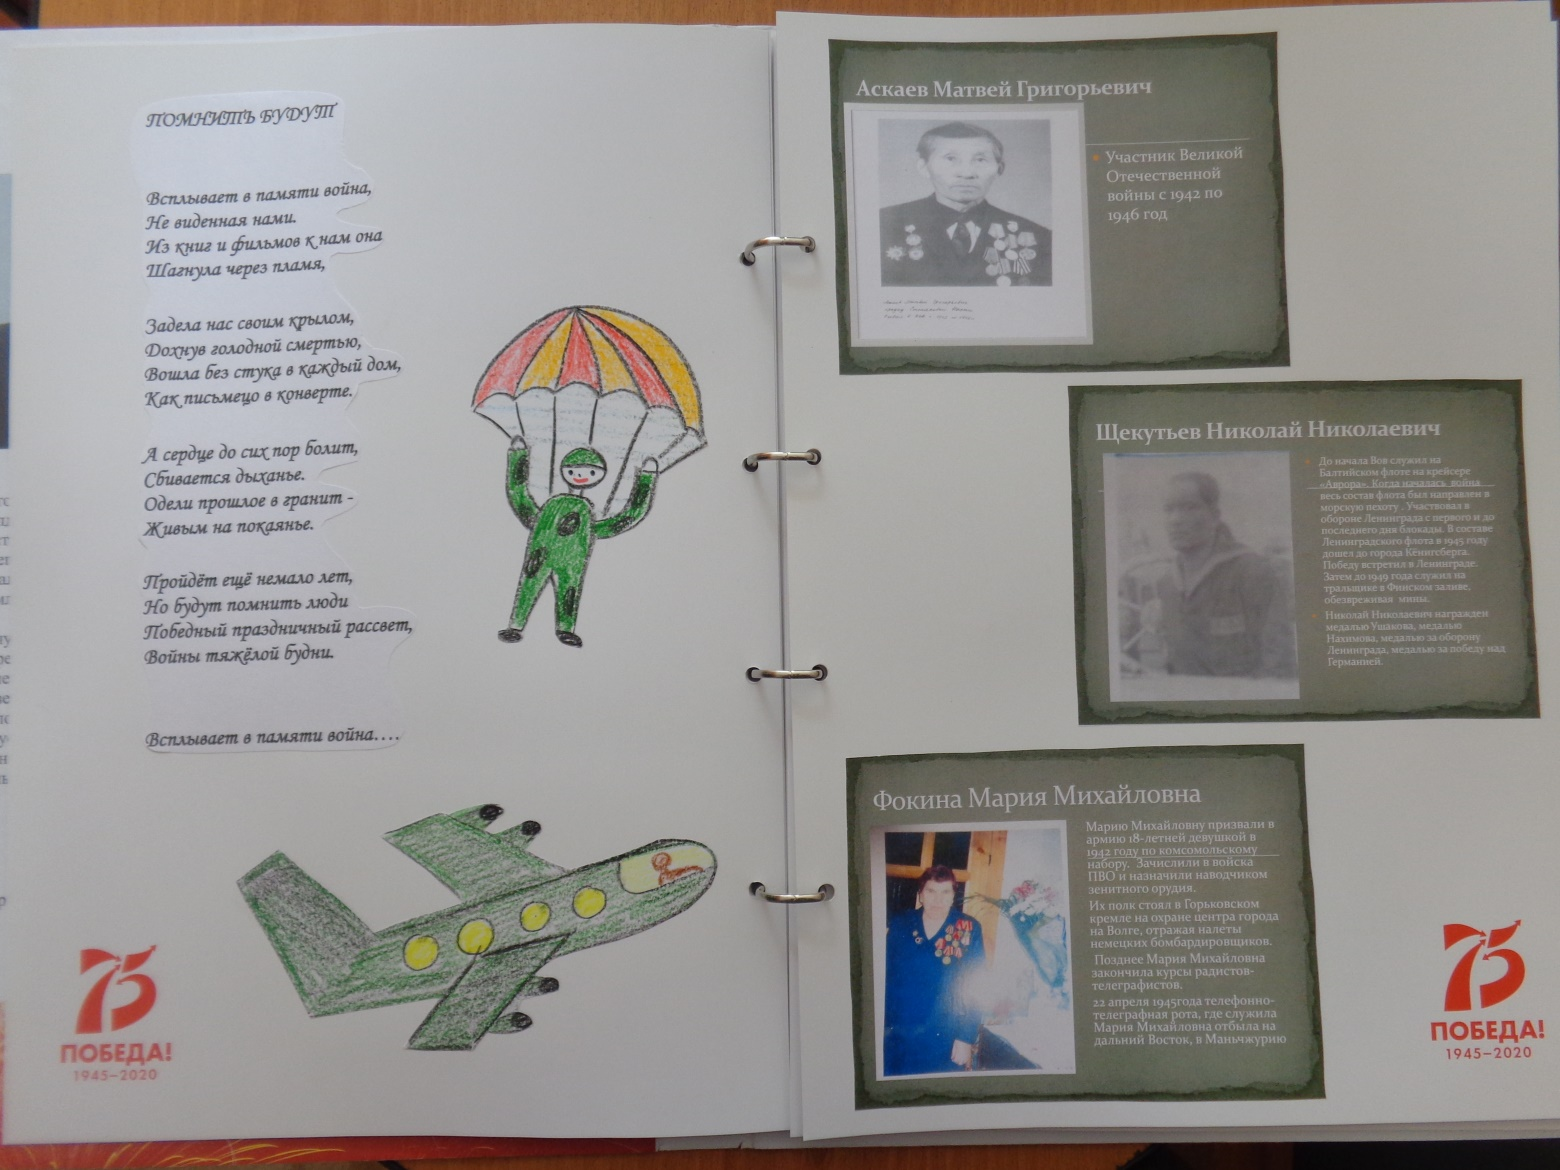 ПОМНИТЬ БУДУТ
Всплывает в памяти война,
Не виденная нами.
Из книг и фильмов к нам она
Шагнула через пламя,
Задела нас своим крылом,
Дохнув голодной смертью,
Вошла без стука в каждый дом,
Как письмецо в конверте.
А сердце до сих пор болит,
Сбивается дыханье.
Одели прошлое в гранит -
Живым на покаянье.
Пройдёт ещё немало лет,
Но будут помнить люди
Победный праздничный рассвет,
Войны тяжёлой будни.
Всплывает в памяти война....
75
ПОБЕДА!
1945–2020
Аскаев Матвей Григорьевич
Участник Великой
Отечественной
войны с 1942 по
1946 год
Щекутьев Николай Николаевич
До начала Вов служил на
Балтийском флоте на крейсере
«Аврора». Когда началась война
весь состав флота был направлен в
морскую пехоту . Участвовал в
обороне Ленинграда с первого и до
последнего дня блокады. В составе
Ленинградского флота в 1945 году
дошел до города Кёнигсберга.
Победу встретил в Ленинграде.
Затем до 1949 года служил на
тральщике в Финском заливе,
обезвреживая мины.
Николай Николаевич награжден
медалью Ушакова, медалью
Нахимова, медалью за оборону
Ленинграда, медалью за победу над
Германией.
Фокина Мария Михайловна
Марию Михайловну призвали в
армию 18-летней девушкой в
1942 году по комсомольскому
набору. Зачислили в войска
ПВО и назначили наводчиком
зенитного орудия.
Их полк стоял в Горьковском
кремле на охране центра города
на Волге, отражая налеты
немецких бомбардировщиков.
Позднее Мария Михайловна
закончила курсы радистов-
телеграфистов.
22 апреля 1945года телефонно-
телеграфная рота, где служила
Мария Михайловна отбыла на
дальний Восток, в Маньчжурию
75
ПОБЕДА!
1945–2020